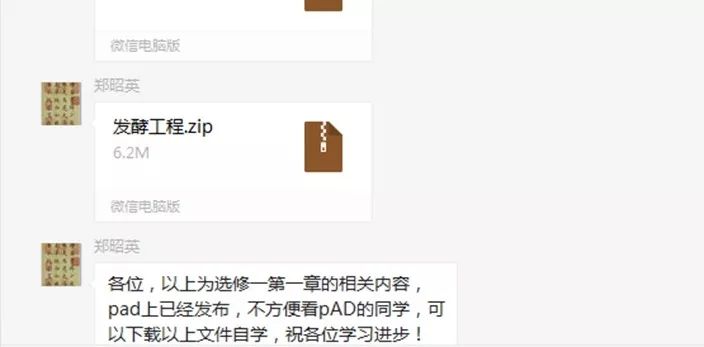 微信电脑版
郑昭英
发酵工程.zip
6.2M
微信电脑版
郑昭英
各位，以上为选修一第一章的相关内容，
pad上已经发布，不方便看pAD的同学，可
以下载以上文件自学，祝各位学习进步！